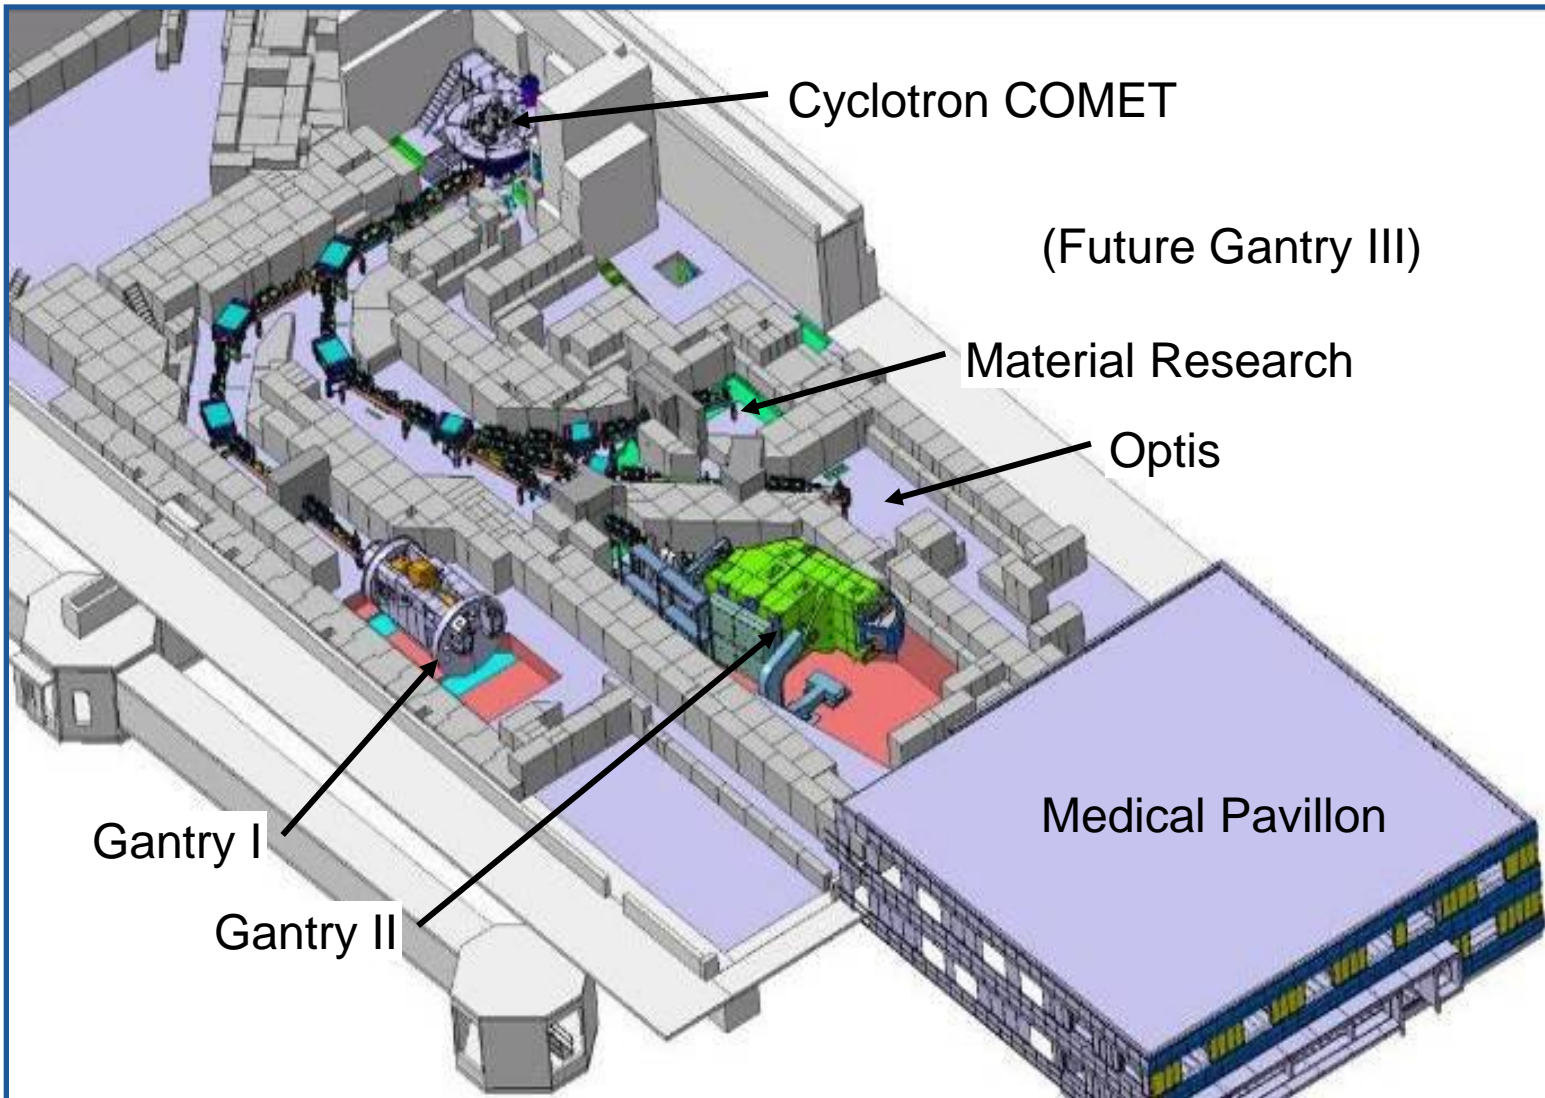 Cyclotron COMET
(Future Gantry III)
Material Research
Optis
Medical Pavillon
Gantry I
Gantry II